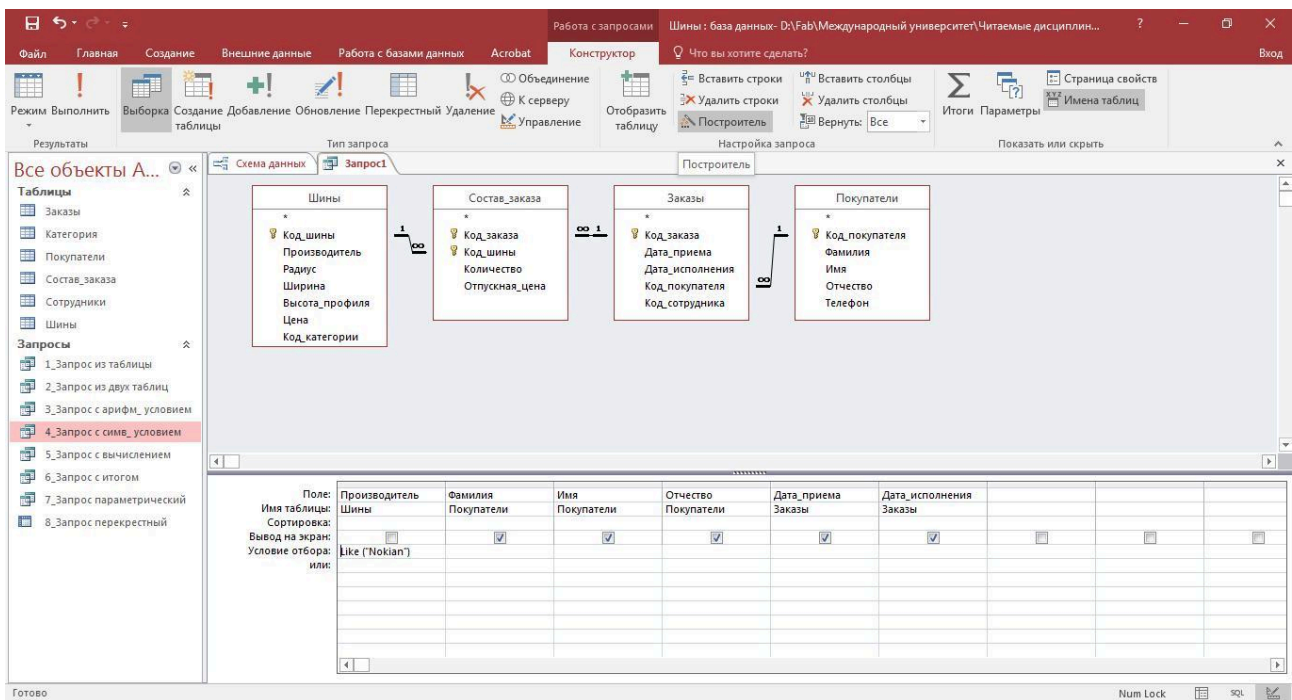 Работа с запросами Шины : база данных- D:\Fab\Международный университет\Читаемые дисциплин... ?
Файл Главная Создание Внешние данные Работа с базами данных Acrobat Конструктор Что вы хотите сделать? Вход
Режим Выполнить Выборка Создание таблицы Добавление Обновление Перекрестный Удаление
Объединение
К серверу
Управление
Отобразить таблицу
Вставить строки
Удалить строки
Построитель
Вставить столбцы
Удалить столбцы
Вернуть: Все
Итоги Параметры
Страница свойств
Имена таблиц
Результаты Тип запроса Настройка запроса Показать или скрыть
Построитель
Все объекты A... «
Таблицы
Заказы
Категория
Покупатели
Состав_заказа
Сотрудники
Шины
Запросы
1_Запрос из таблицы
2_Запрос из двух таблиц
3_Запрос с арифм_ условием
4_Запрос с симв_ условием
5_Запрос с вычислением
6_Запрос с итогом
7_Запрос параметрический
8_Запрос перекрестный
Схема данных Запрос1
Шины
*
Код_шины
Производитель
Радиус
Ширина
Высота_профиля
Цена
Код_категории
1 ∞
Состав_заказа
*
Код_заказа
Код_шины
Количество
Отпускная_цена
∞ 1
Заказы
*
Код_заказа
Дата_приема
Дата_исполнения
Код_покупателя
Код_сотрудника
1 ∞
Покупатели
*
Код_покупателя
Фамилия
Имя
Отчество
Телефон
Поле: Производитель Фамилия Имя Отчество Дата_приема Дата_исполнения
Имя таблицы: Шины Покупатели Покупатели Покупатели Заказы Заказы
Сортировка:
Вывод на экран:
Условие отбора: Like ("Nokian")
или:
Готово Num Lock SQL